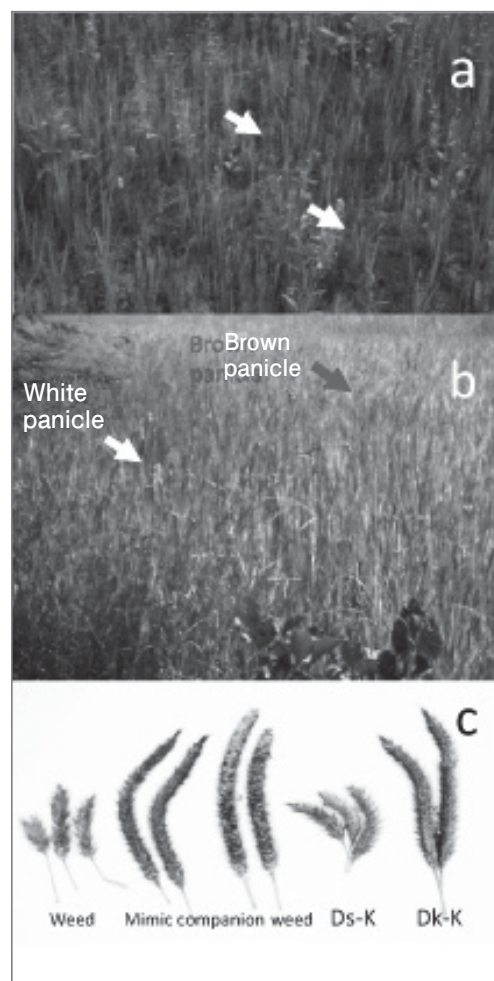 a
Brown
panicle
White
panicle
b
c
Weed
Mimic companion weed
Ds-K
Dk-K